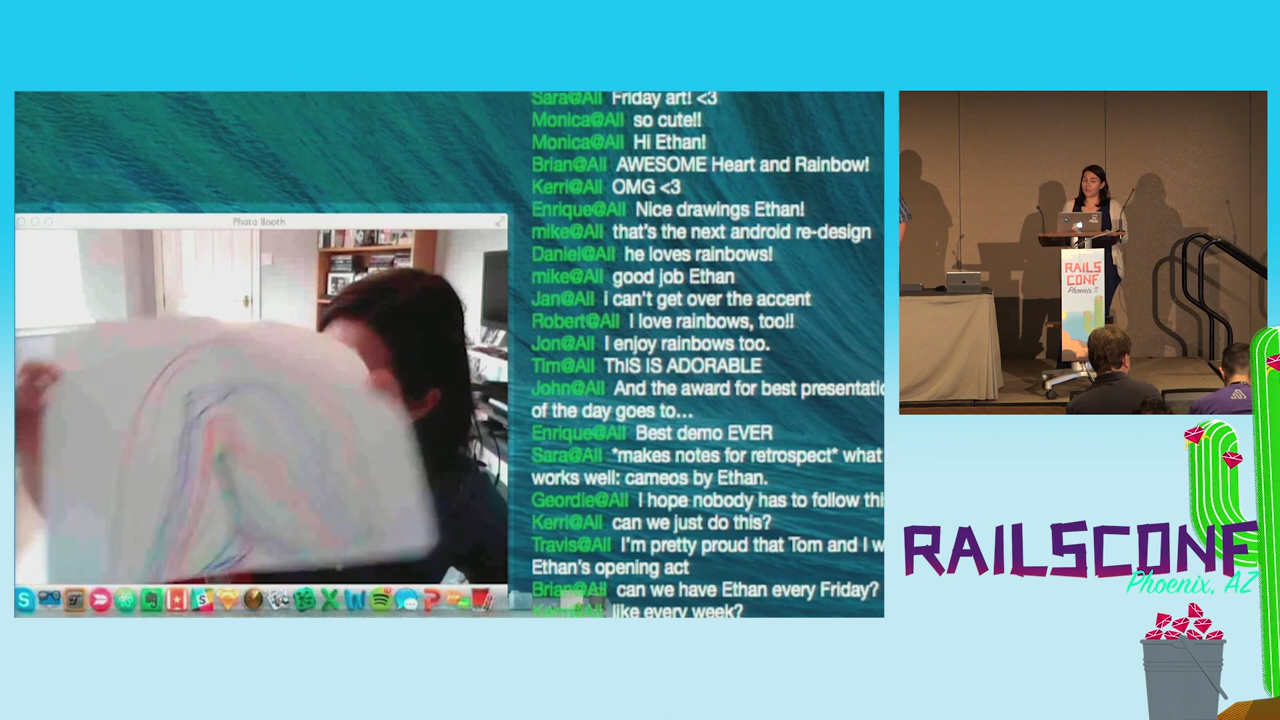 Sara@All Friday art! <3
Monica@All so cute!!
Monica@All Hi Ethan!
Brian@All AWESOME Heart and Rainbow!
Kerri@All OMG <3
Enrique@All Nice drawings Ethan!
mike@All that's the next android re-design
Daniel@All he loves rainbows!
mike@All good job Ethan
Jan@All I can't get over the accent
Robert@All I love rainbows, too!!
Jon@All I enjoy rainbows too.
Tim@All ThIS IS ADORABLE
John@All And the award for best presentatio
of the day goes to...
Enrique@All Best demo EVER
Sara@All *makes notes for retrospect* what
works well: cameos by Ethan.
Geordie@All I hope nobody has to follow thi
Kerri@All can we just do this?
Travis@All I'm pretty proud that Tom and I w
Ethan's opening act
Brian@All can we have Ethan every Friday?
Kerri@All like every week?
Photo Booth
RAILS
CONF
Phoenix
RAILSCONF
Phoenix, AZ